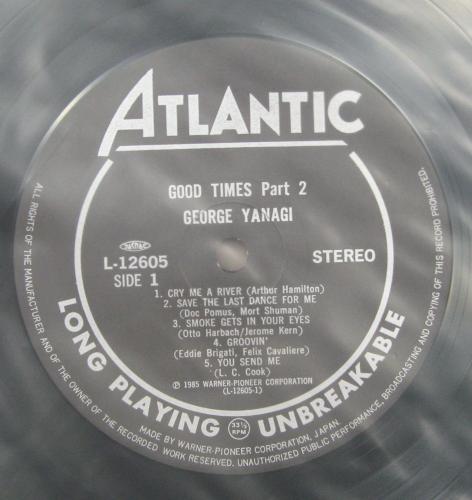 ATLANTIC
GOOD TIMES Part 2
GEORGE YANAGI
L-12605
SIDE 1
STEREO
1. CRY ME A RIVER (Arthur Hamilton)
2. SAVE THE LAST DANCE FOR ME
(Doc Pomus, Mort Shuman)
3. SMOKE GETS IN YOUR EYES
(Otto Harbach/Jerome Kern)
4. GROOVIN'
(Eddie Brigati, Felix Cavaliere)
5. YOU SEND ME
(L. C. Cook)
Ⓟ 1985 WARNER-PIONEER CORPORATION
(L-12605-1)
LONG PLAYING 33⅓ RPM UNBREAKABLE
MADE BY WARNER-PIONEER CORPORATION, JAPAN.
ALL RIGHTS OF THE MANUFACTURER AND OF THE OWNER OF THE RECORDED WORK RESERVED. UNAUTHORIZED PUBLIC PERFORMANCE, BROADCASTING AND COPYING OF THIS RECORD PROHIBITED.